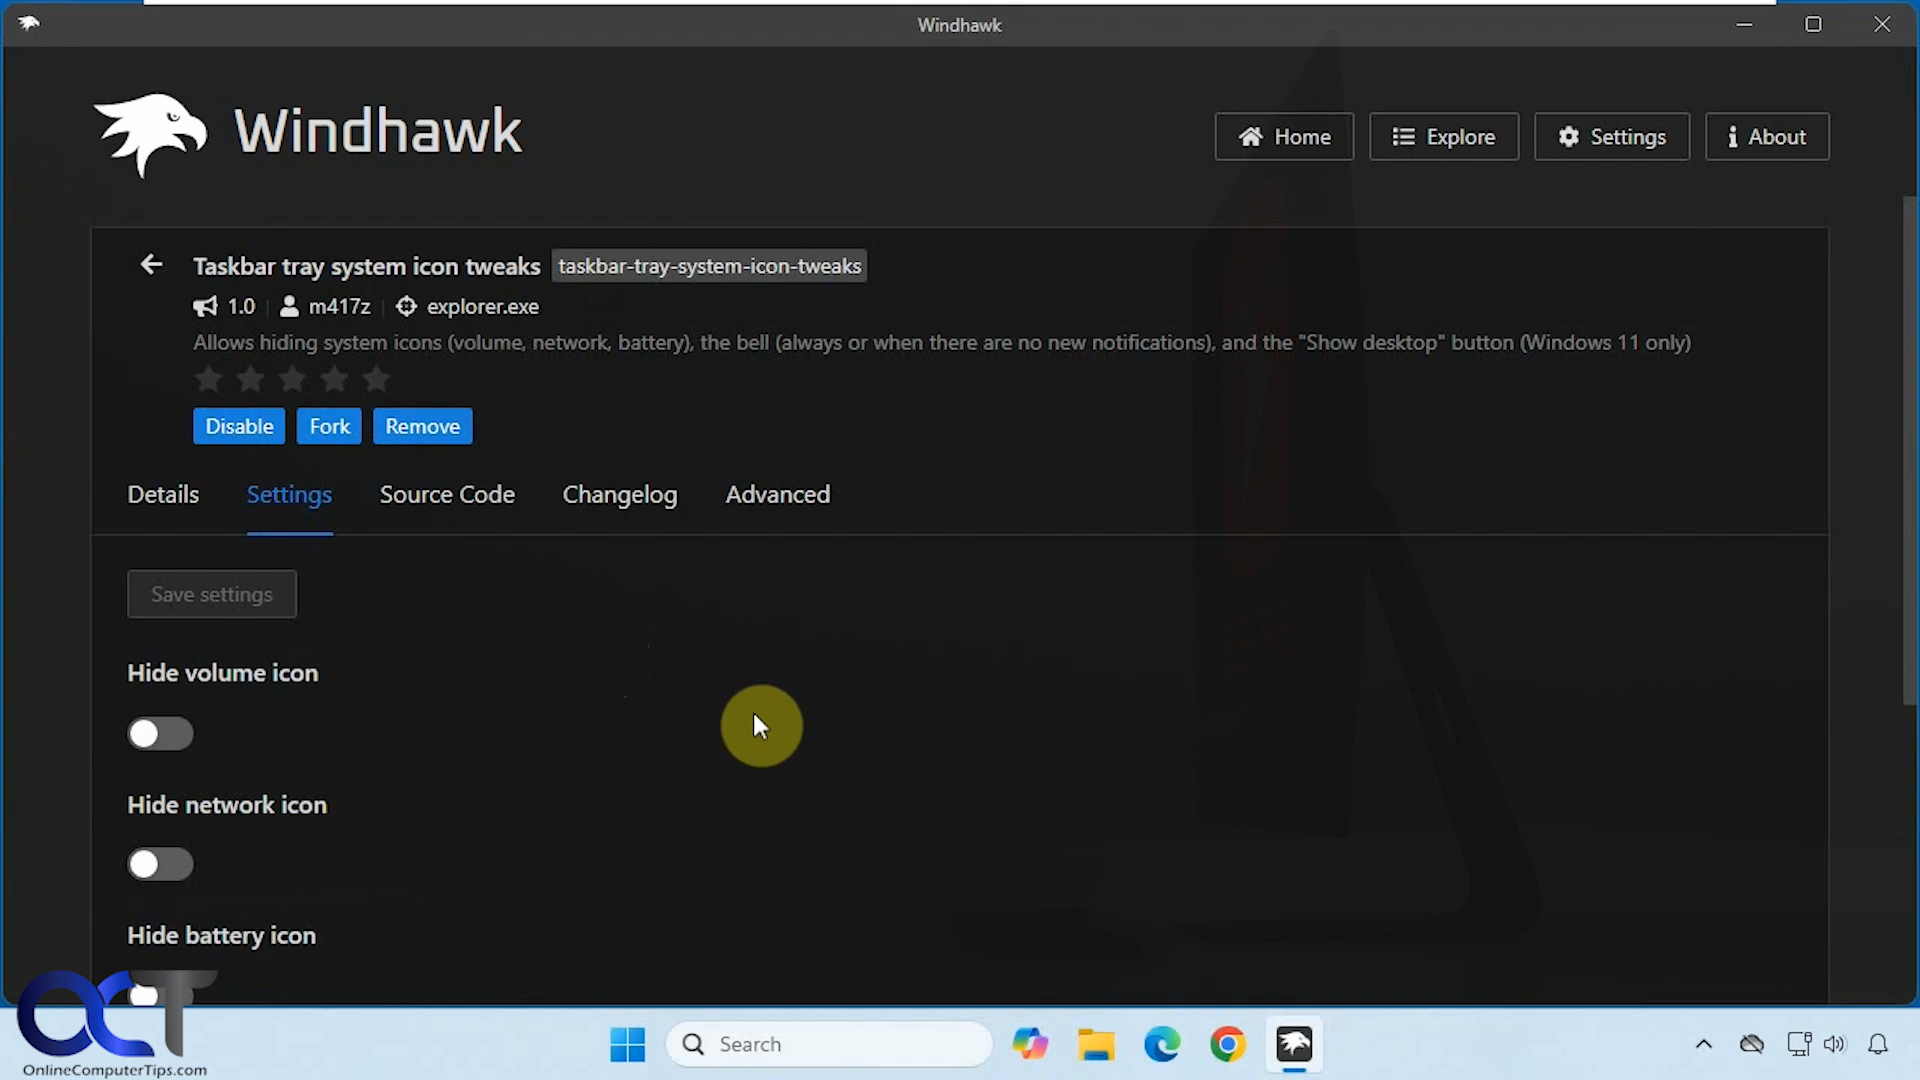 Windhawk
Windhawk
Home
Explore
Settings
About
Taskbar tray system icon tweaks taskbar-tray-system-icon-tweaks
1.0 m417z explorer.exe
Allows hiding system icons (volume, network, battery), the bell (always or when there are no new notifications), and the "Show desktop" button (Windows 11 only)
Disable Fork Remove
Details Settings Source Code Changelog Advanced
Save settings
Hide volume icon
Hide network icon
Hide battery icon
OCT
OnlineComputerTips.com
Search